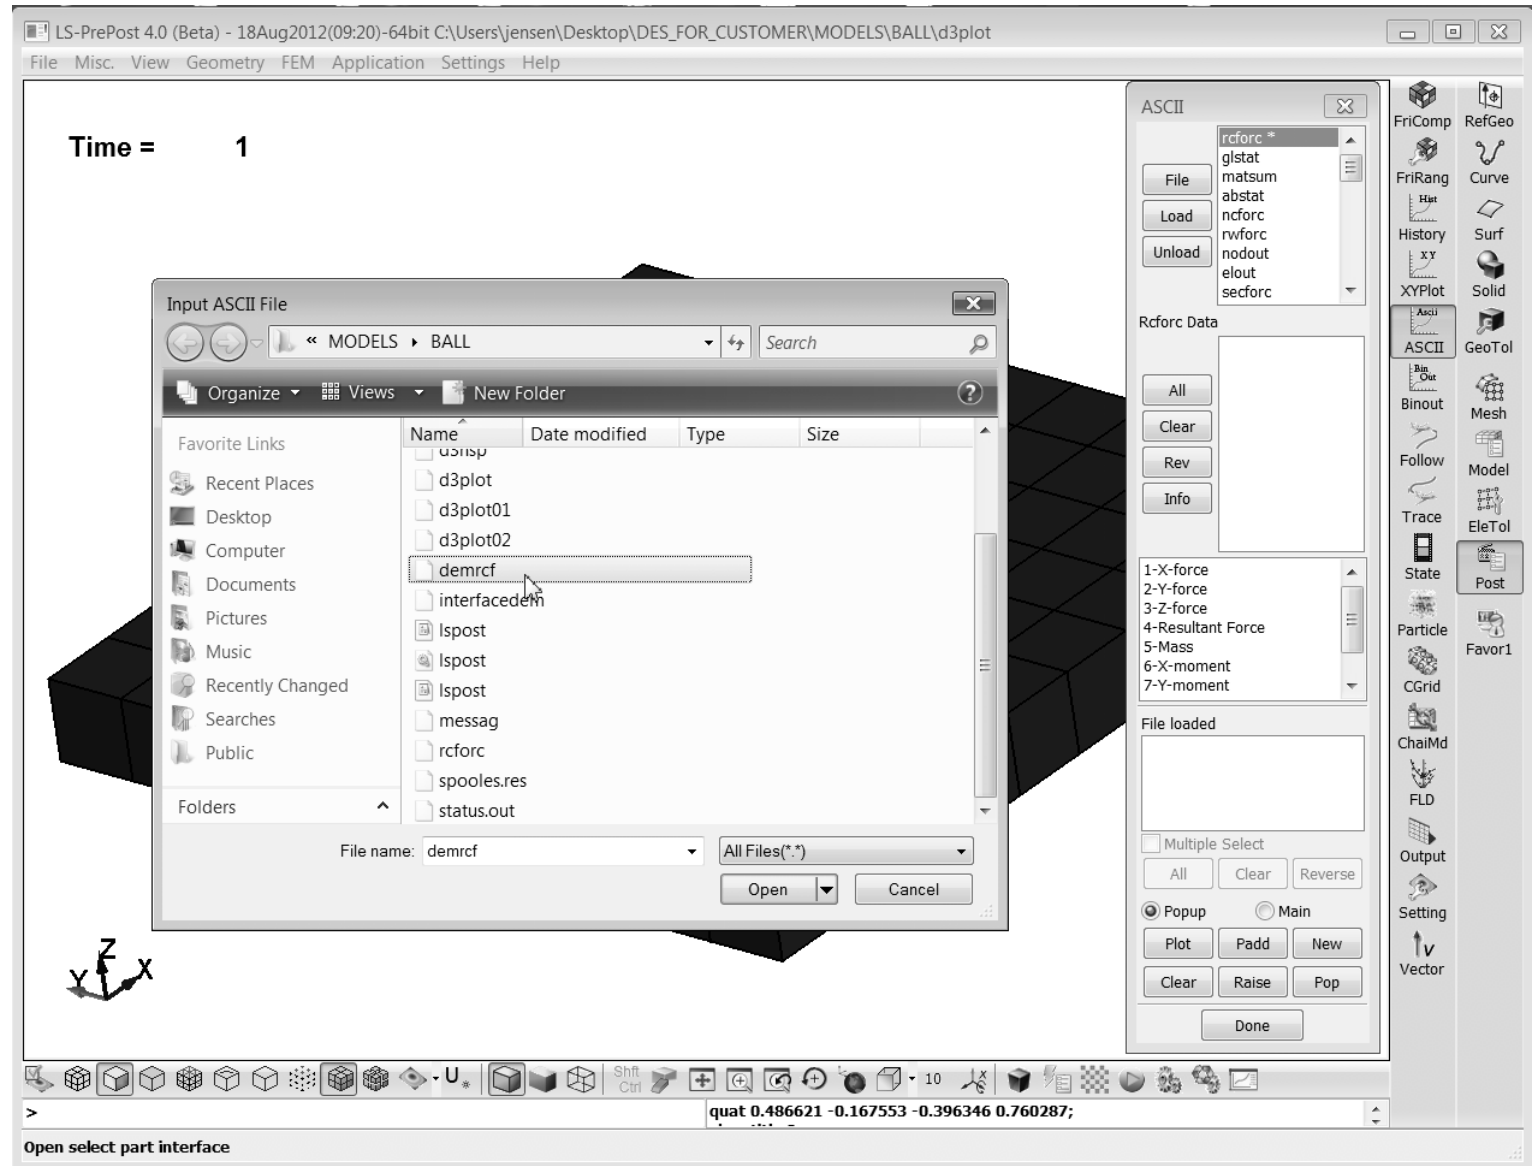 LS-PrePost 4.0 (Beta) - 18Aug2012(09:20)-64bit C:\Users\jensen\Desktop\DES_FOR_CUSTOMER\MODELS\BALL\d3plot
File Misc. View Geometry FEM Application Settings Help
Time = 1
Input ASCII File
« MODELS ▸ BALL
Search
Organize Views New Folder
Favorite Links
Recent Places
Desktop
Computer
Documents
Pictures
Music
Recently Changed
Searches
Public
Folders
Name Date modified Type Size
d3hsp
d3plot
d3plot01
d3plot02
demrcf
interfacedem
lspost
lspost
lspost
messag
rcforc
spooles.res
status.out
File name: demrcf
All Files(*.*)
Open Cancel
Z
Y X
ASCII
File
Load
Unload
rcforc *
glstat
matsum
abstat
ncforc
rwforc
nodout
elout
secforc
Rcforc Data
All
Clear
Rev
Info
1-X-force
2-Y-force
3-Z-force
4-Resultant Force
5-Mass
6-X-moment
7-Y-moment
File loaded
Multiple Select
All Clear Reverse
Popup Main
Plot Padd New
Clear Raise Pop
Done
FriComp RefGeo
FriRang Curve
Hist
History Surf
XY
XYPlot Solid
Ascii
ASCII GeoTol
Bin
Out
Binout Mesh
Follow Model
Trace EleTol
State Post
Particle Favor1
CGrid
ChaiMd
FLD
Output
Setting
V
Vector
U*
Shft
Ctrl
10
>
quat 0.486621 -0.167553 -0.396346 0.760287;
Open select part interface